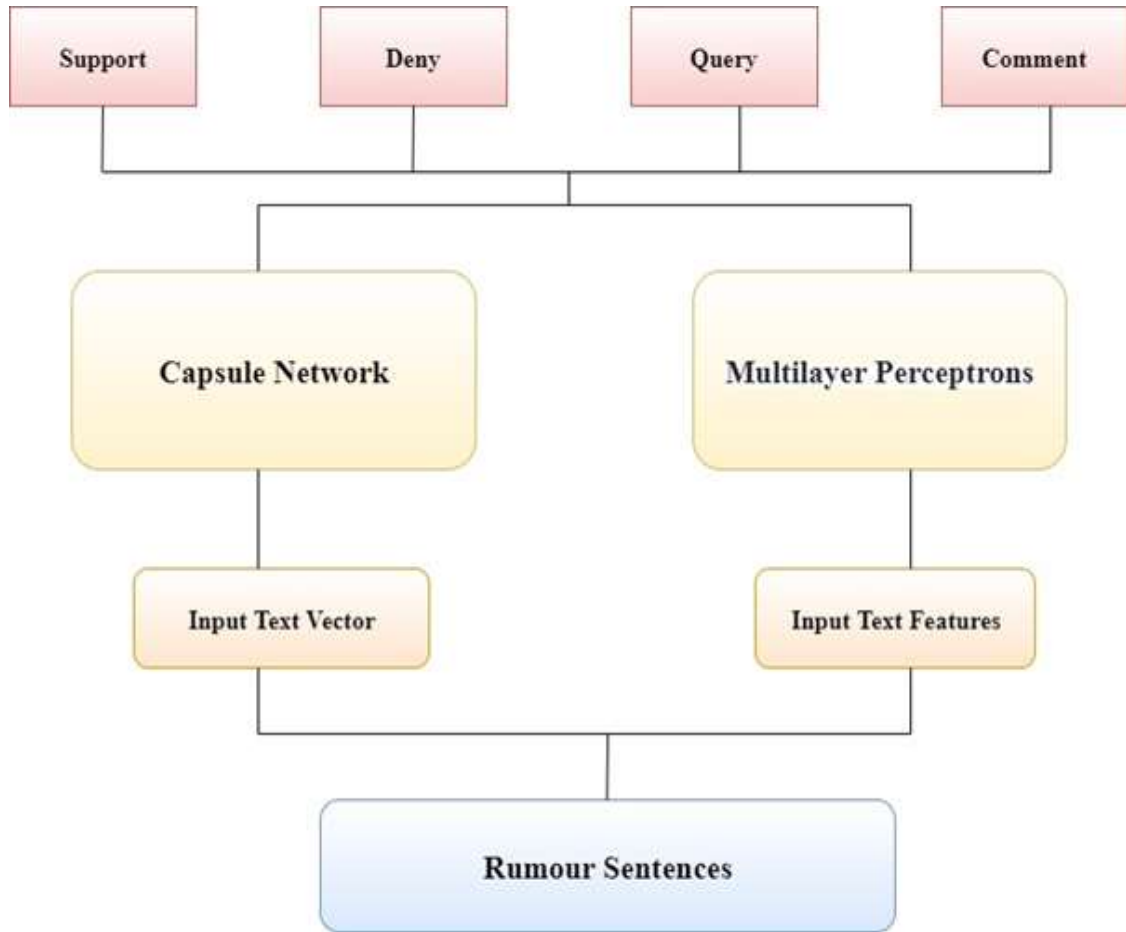 Support
Deny
Query
Comment
Capsule Network
Multilayer Perceptrons
Input Text Vector
Input Text Features
Rumour Sentences